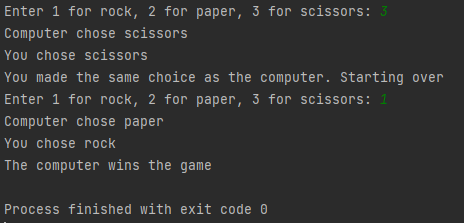 Enter 1 for rock, 2 for paper, 3 for scissors: 3
Computer chose scissors
You chose scissors
You made the same choice as the computer. Starting over
Enter 1 for rock, 2 for paper, 3 for scissors: 1
Computer chose paper
You chose rock
The computer wins the game
Process finished with exit code 0